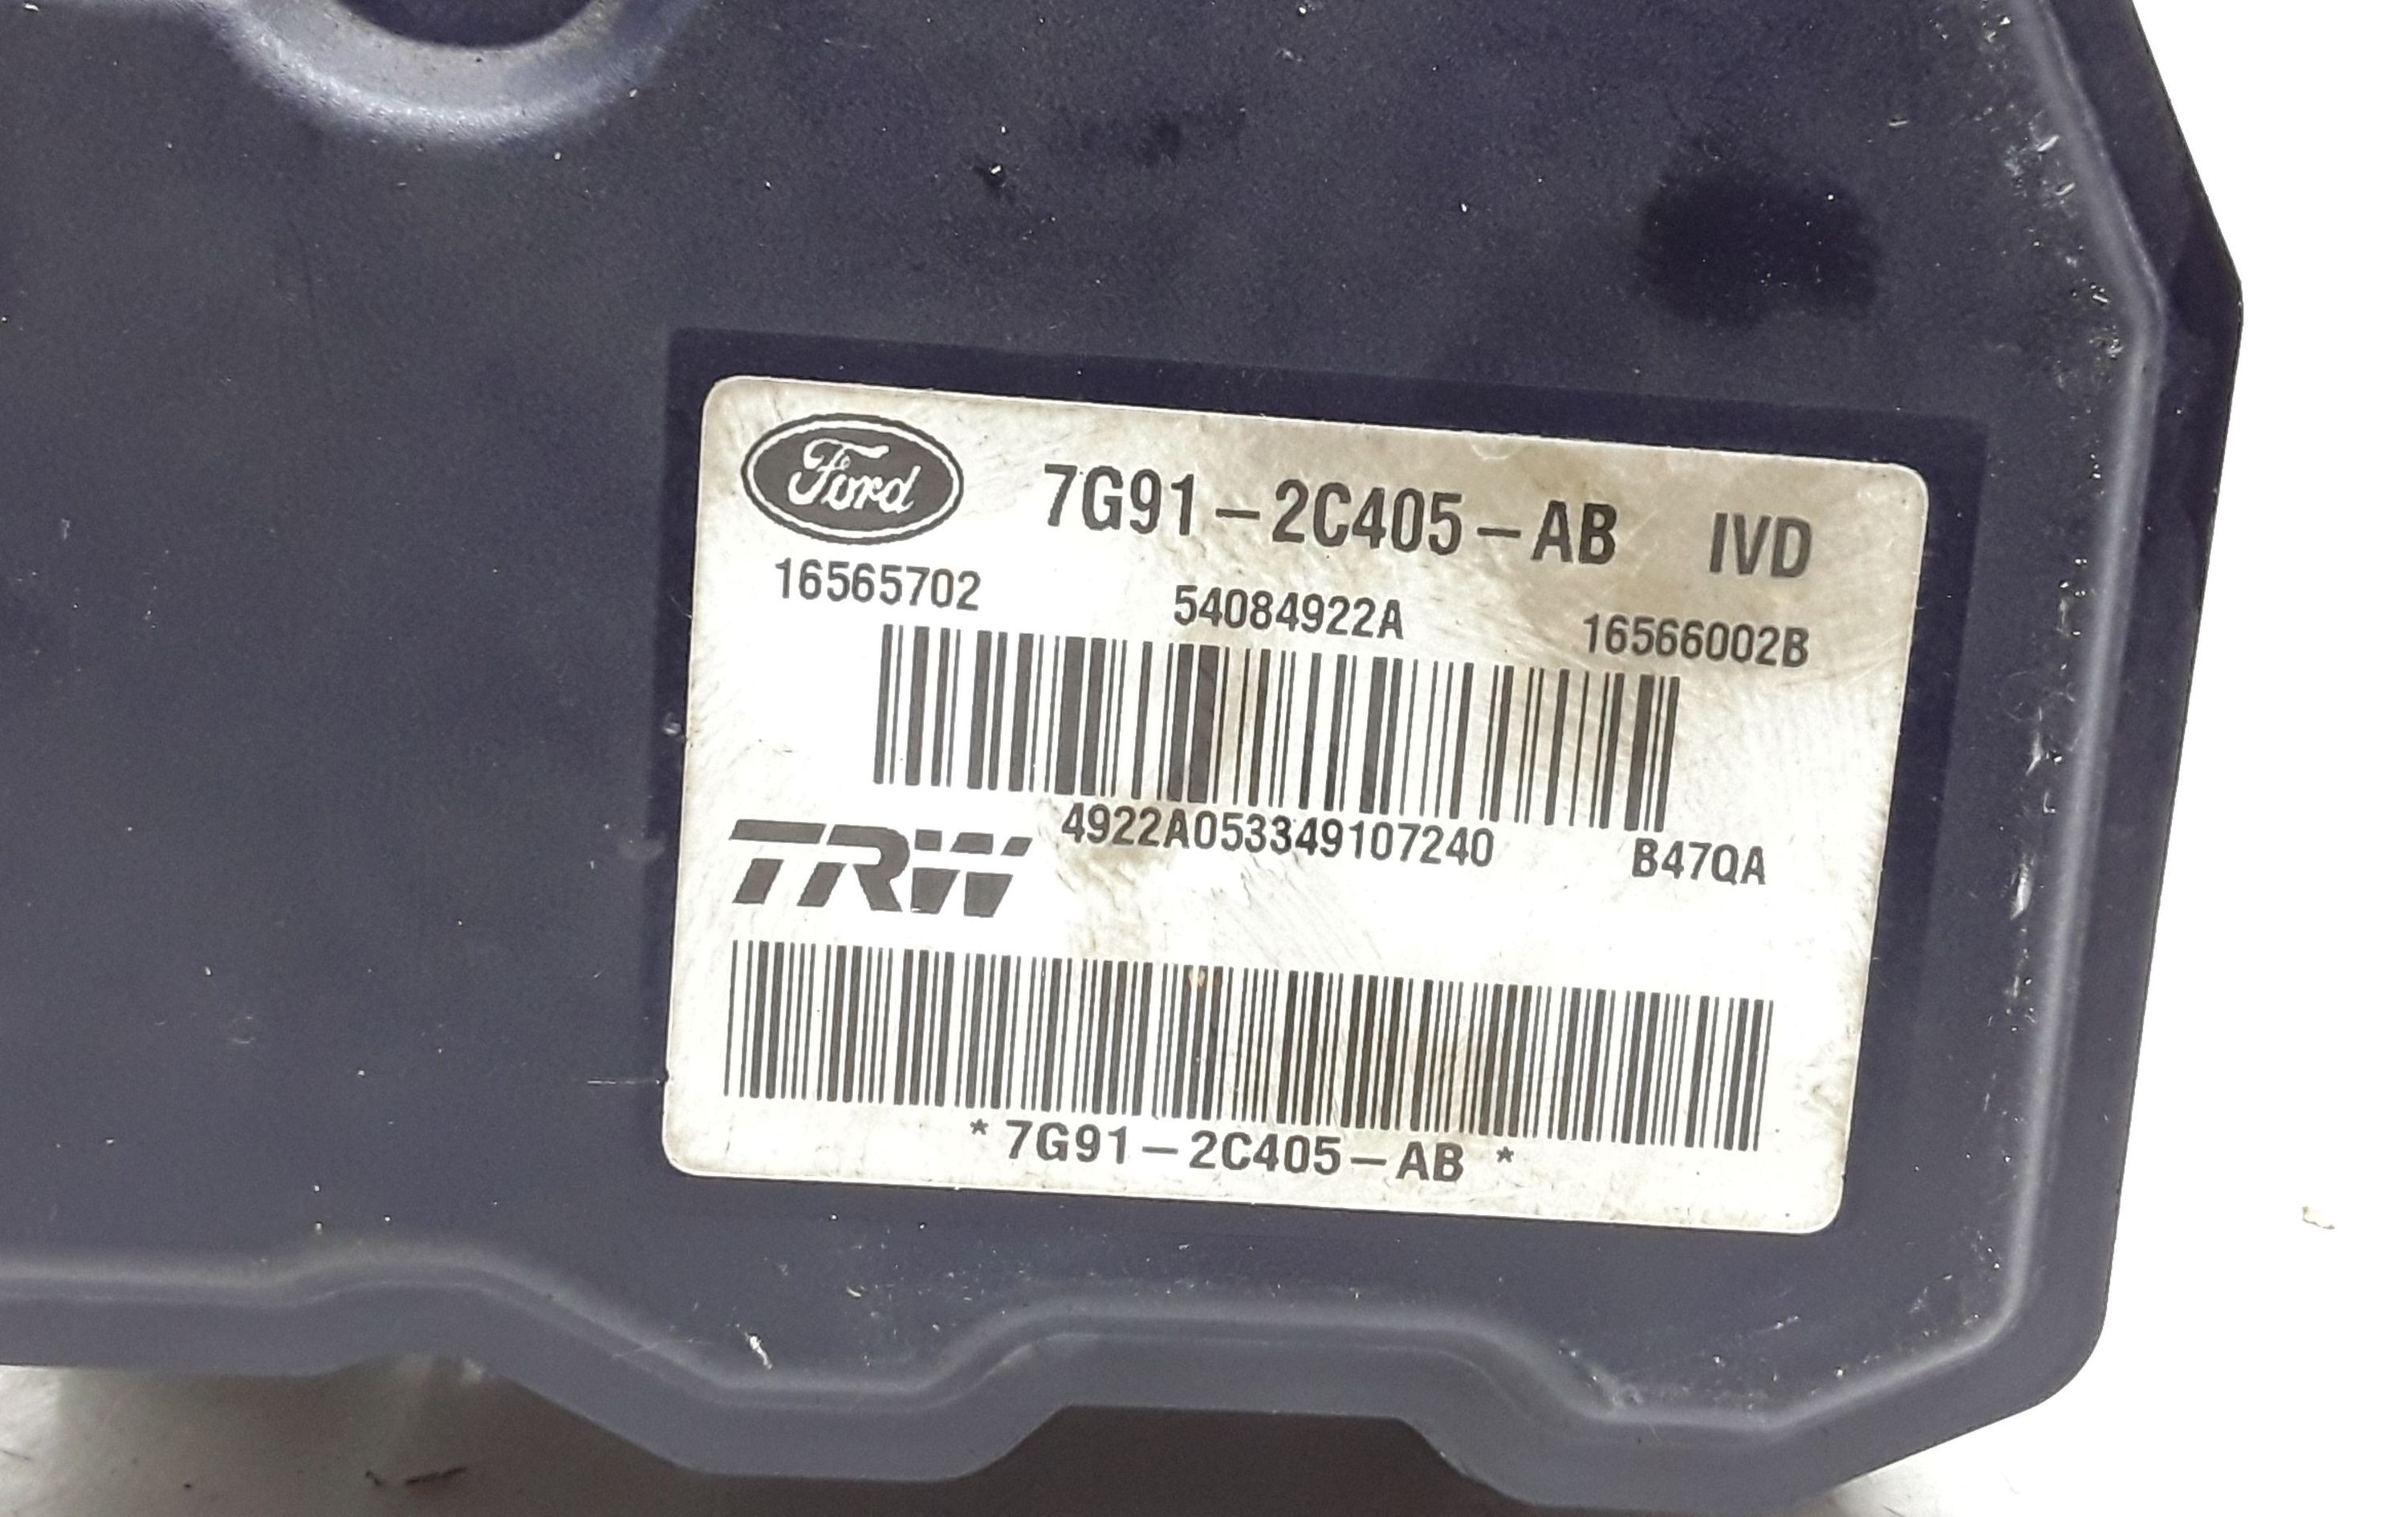 Ford 7G91-2C405-AB IVD
16565702 54084922A 16566002B
4922A053349107240 B47QA
TRW
*7G91-2C405-AB*